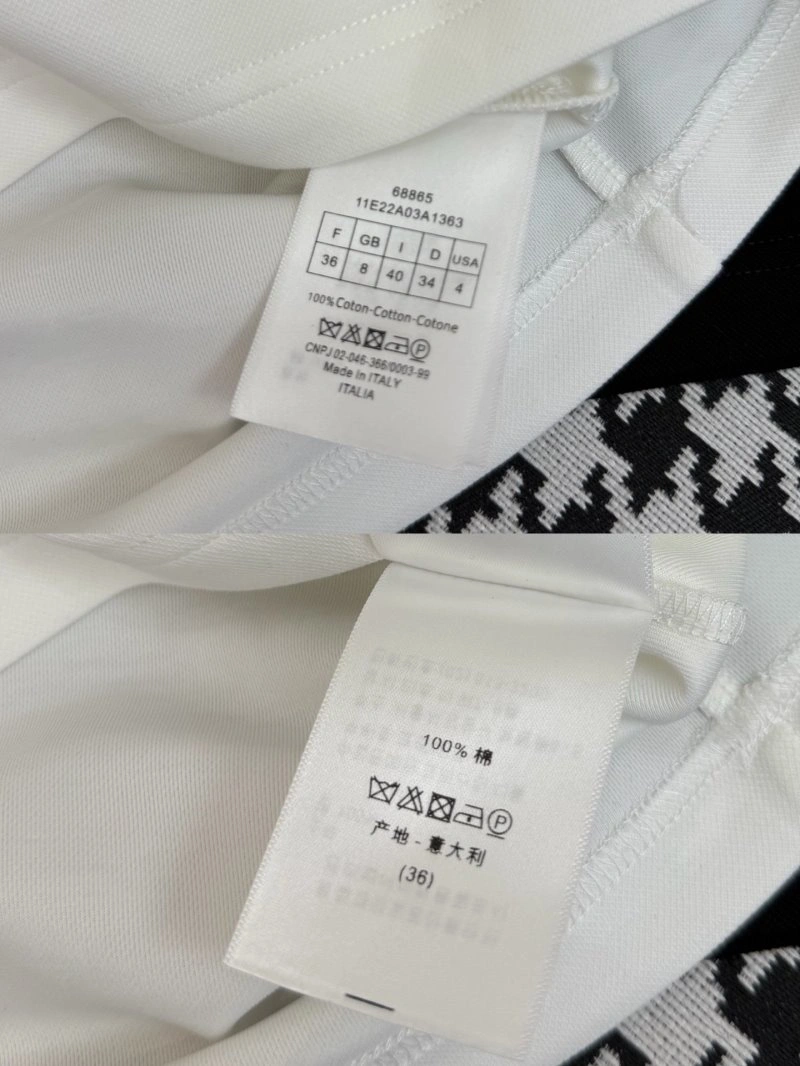 68865
11E22A03A1363
F GB I D USA
36 8 40 34 4
100% Coton-Cotton-Cotone
P
CNPJ 02-046-366/0003-99
Made in ITALY
ITALIA
100% 棉
P
产地 - 意大利
(36)